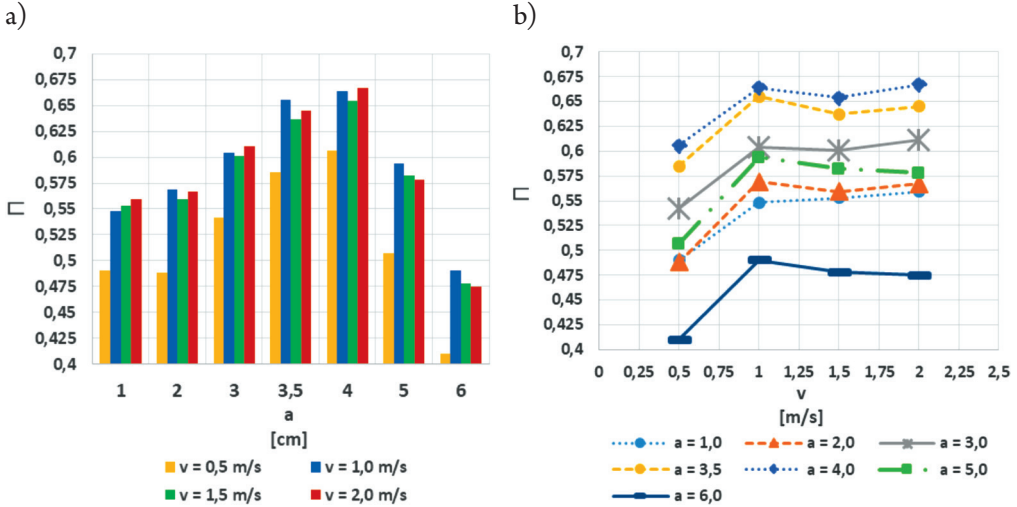 a)
0,7
0,675
0,65
0,625
0,6
0,575
0,55
0,525
0,5
0,475
0,45
0,425
0,4
Π
1 2 3 3,5 4 5 6
a
[cm]
v = 0,5 m/s v = 1,0 m/s
v = 1,5 m/s v = 2,0 m/s
b)
0,7
0,675
0,65
0,625
0,6
0,575
0,55
0,525
0,5
0,475
0,45
0,425
0,4
Π
0 0,25 0,5 0,75 1 1,25 1,5 1,75 2 2,25 2,5
v
[m/s]
a = 1,0 a = 2,0 a = 3,0
a = 3,5 a = 4,0 a = 5,0
a = 6,0